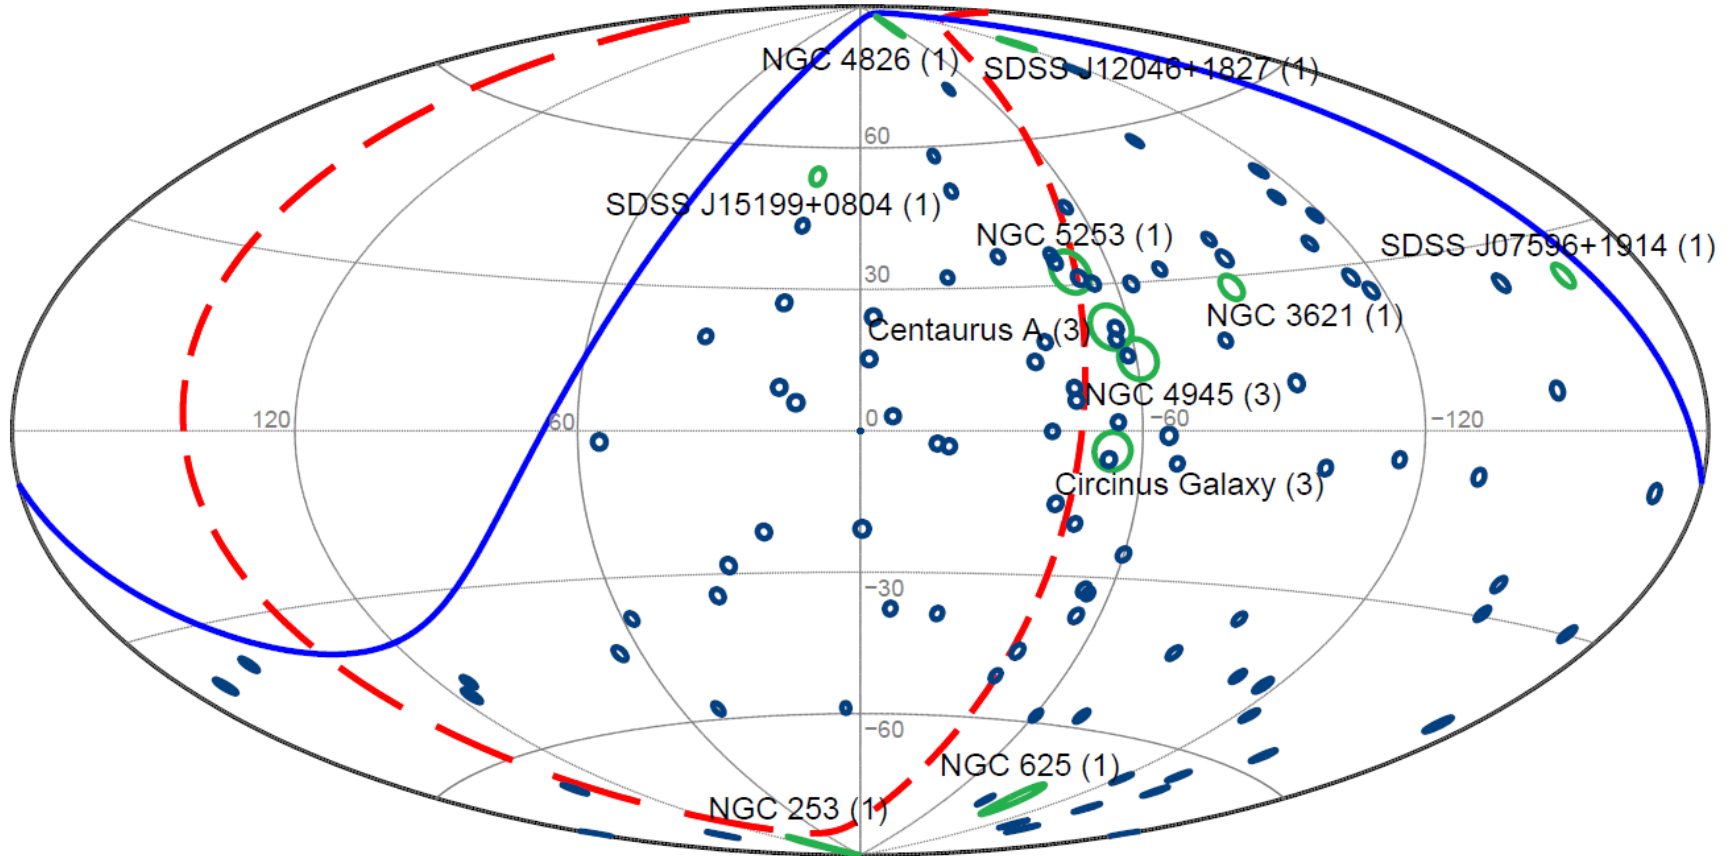 NGC 4826 (1)
SDSS J12046+1827 (1)
60
SDSS J15199+0804 (1)
NGC 5253 (1)
SDSS J07596+1914 (1)
30
NGC 3621 (1)
Centaurus A (3)
NGC 4945 (3)
120
60
0
−60
−120
Circinus Galaxy (3)
−30
−60
NGC 625 (1)
NGC 253 (1)